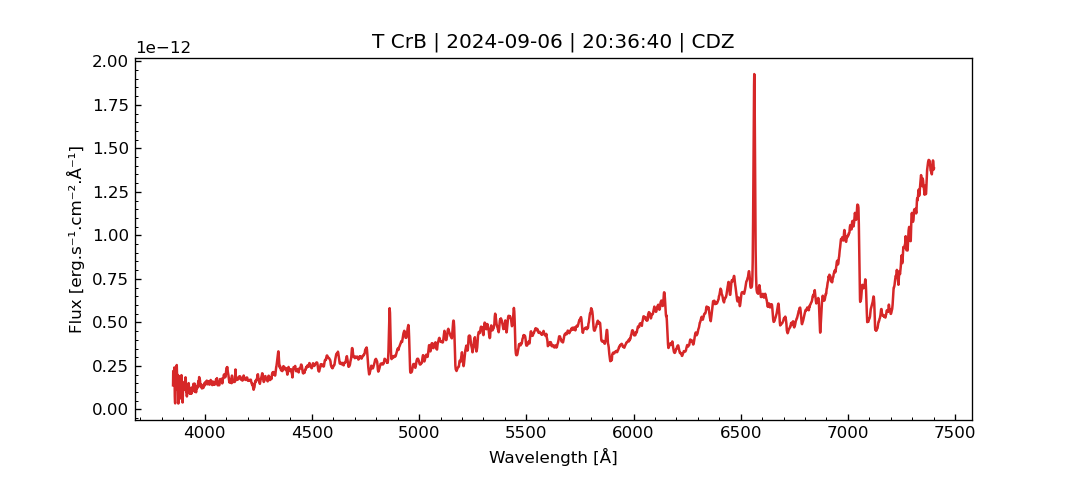 T CrB | 2024-09-06 | 20:36:40 | CDZ
1e−12
2.00
1.75
1.50
1.25
1.00
0.75
0.50
0.25
0.00
Flux [erg.s⁻¹.cm⁻².Å⁻¹]
4000 4500 5000 5500 6000 6500 7000 7500
Wavelength [Å]